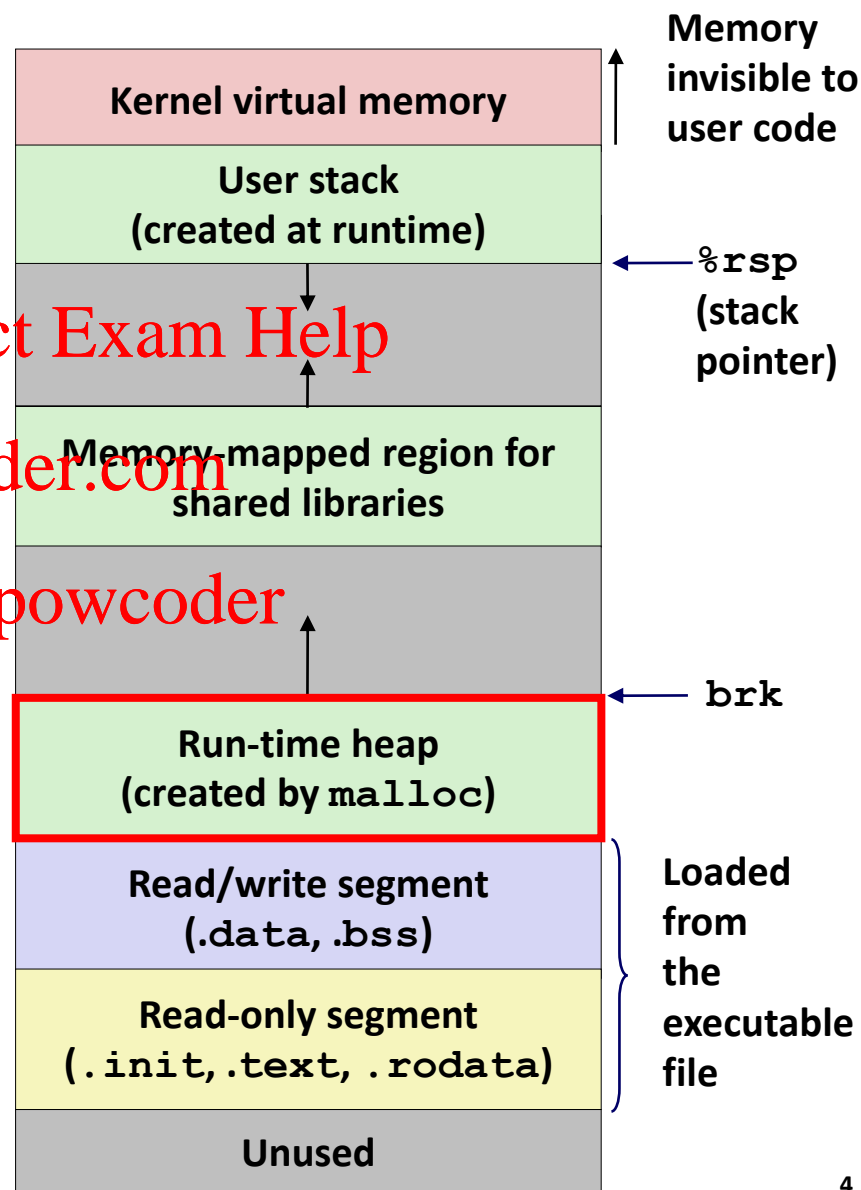 Memory
invisible to
user code
Kernel virtual memory
User stack
(created at runtime)
%rsp
(stack
pointer)
ct Exam Help
Memory-mapped region for
shared libraries
der.com
powcoder
brk
Run-time heap
(created by malloc)
Read/write segment
(.data, .bss)
Loaded
from
the
executable
file
Read-only segment
(.init, .text, .rodata)
Unused
4